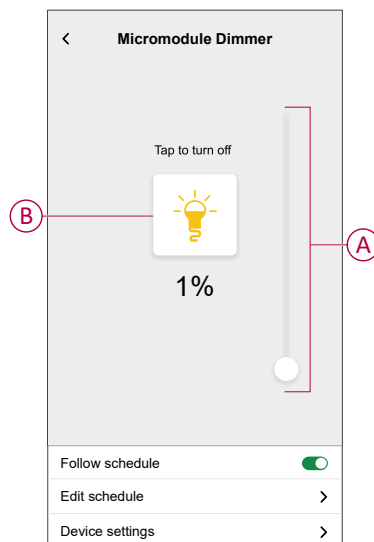 Micromodule Dimmer
Tap to turn off
B
A
1%
Follow schedule
Edit schedule
Device settings